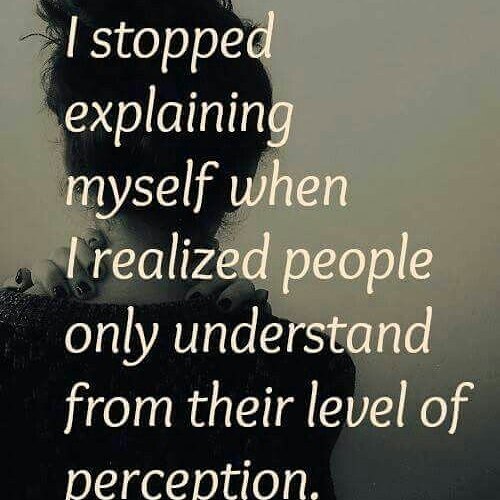 I stopped
explaining
myself when
I realized people
only understand
from their level of
perception.